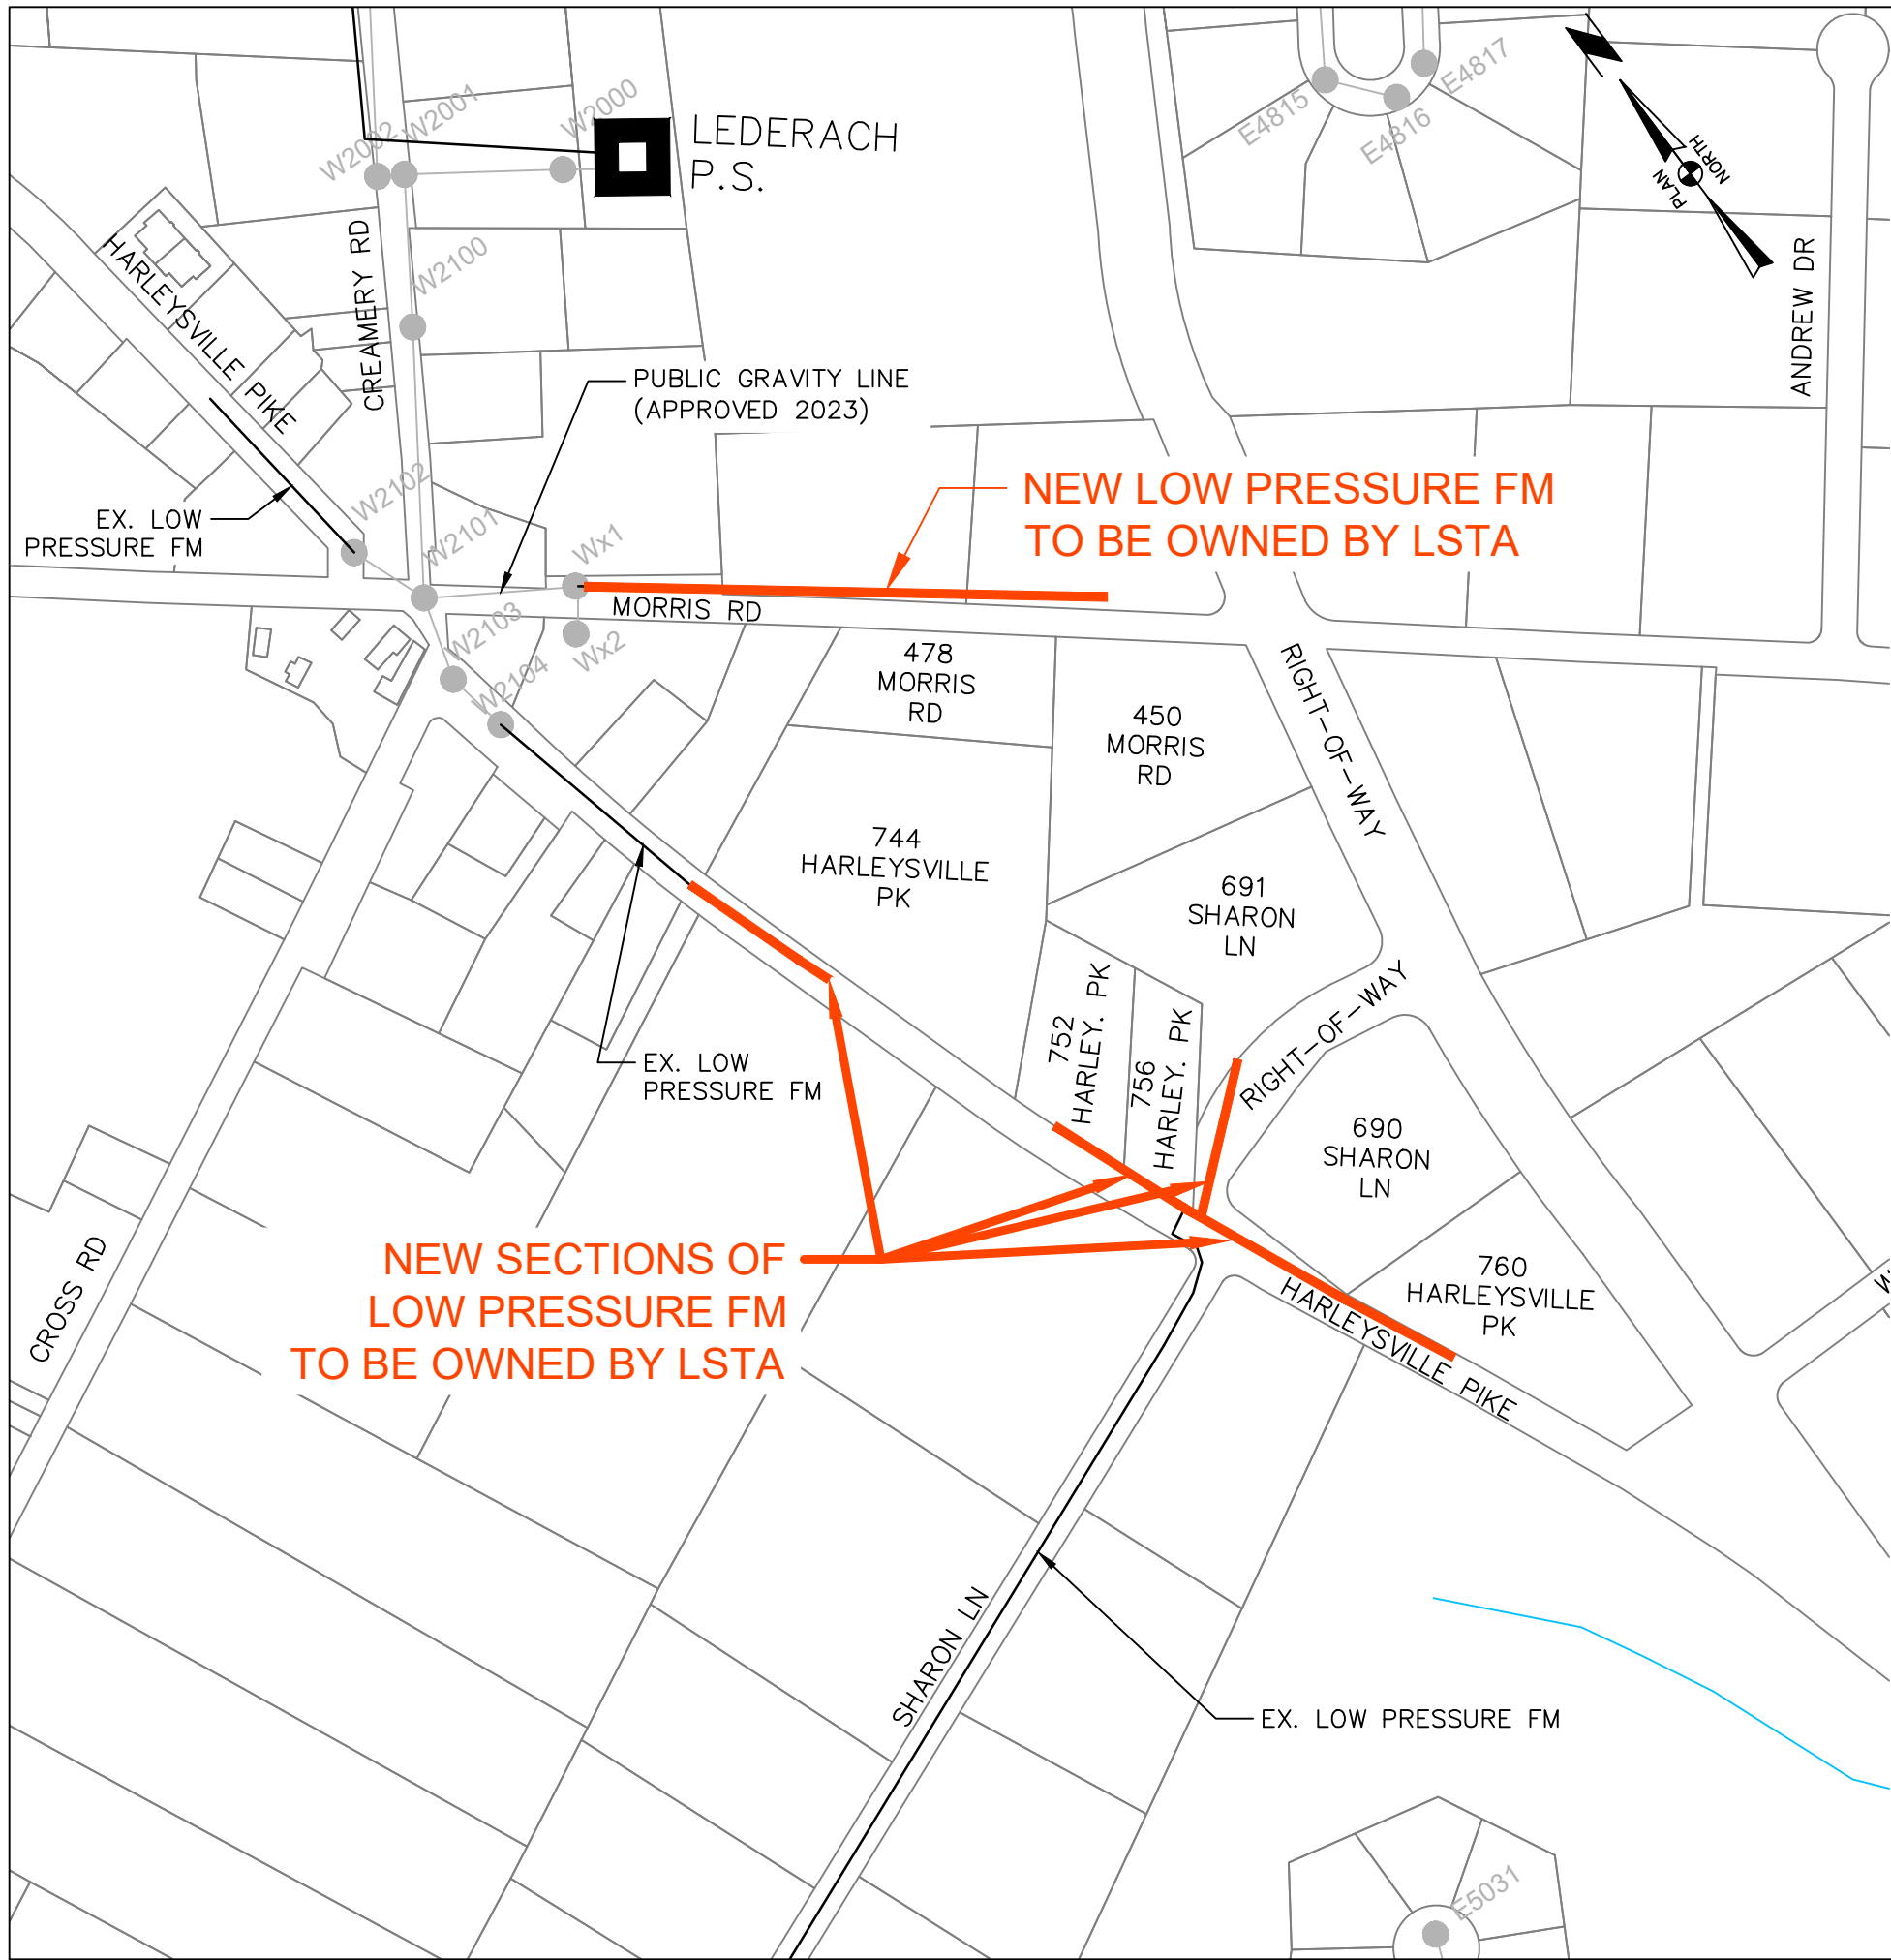 E4817
E4815
E4816
W2000
W2001
W2002
LEDERACH
P.S.
NORTH
PLAN
HARLEYSVILLE PIKE
CREAMERY RD
W2100
ANDREW DR
PUBLIC GRAVITY LINE
(APPROVED 2023)
NEW LOW PRESSURE FM
TO BE OWNED BY LSTA
W2102
EX. LOW
PRESSURE FM
W2101
Wx1
MORRIS RD
W2103
Wx2
W2104
478
MORRIS
RD
450
MORRIS
RD
RIGHT-OF-WAY
744
HARLEYSVILLE
PK
691
SHARON
LN
752
HARLEY. PK
756
HARLEY. PK
RIGHT-OF-WAY
EX. LOW
PRESSURE FM
690
SHARON
LN
CROSS RD
NEW SECTIONS OF
LOW PRESSURE FM
TO BE OWNED BY LSTA
760
HARLEYSVILLE
PK
HARLEYSVILLE PIKE
SHARON LN
EX. LOW PRESSURE FM
E5031